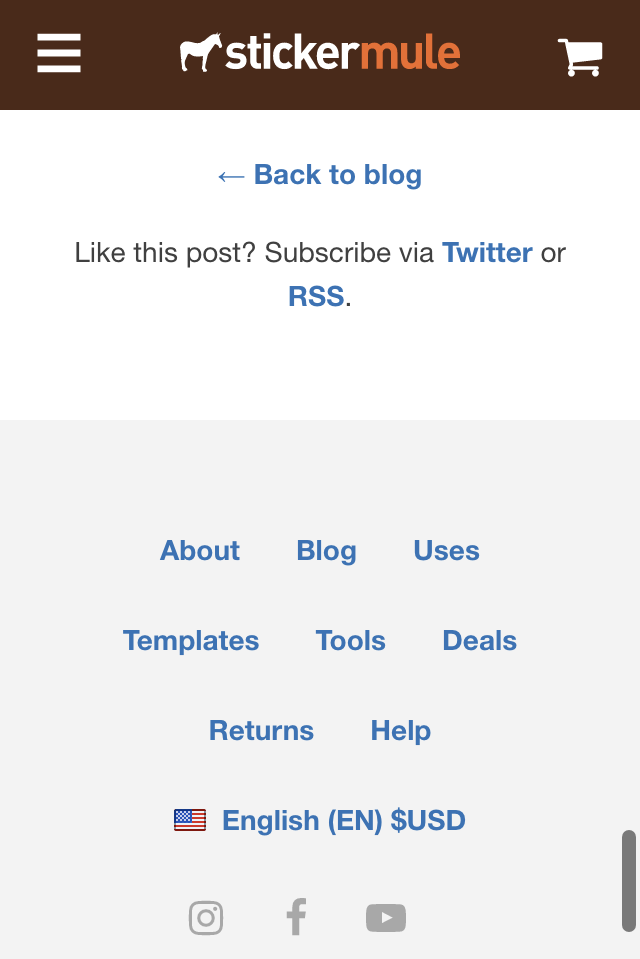 stickermule
← Back to blog
Like this post? Subscribe via Twitter or
RSS.
About Blog Uses
Templates Tools Deals
Returns Help
English (EN) $USD